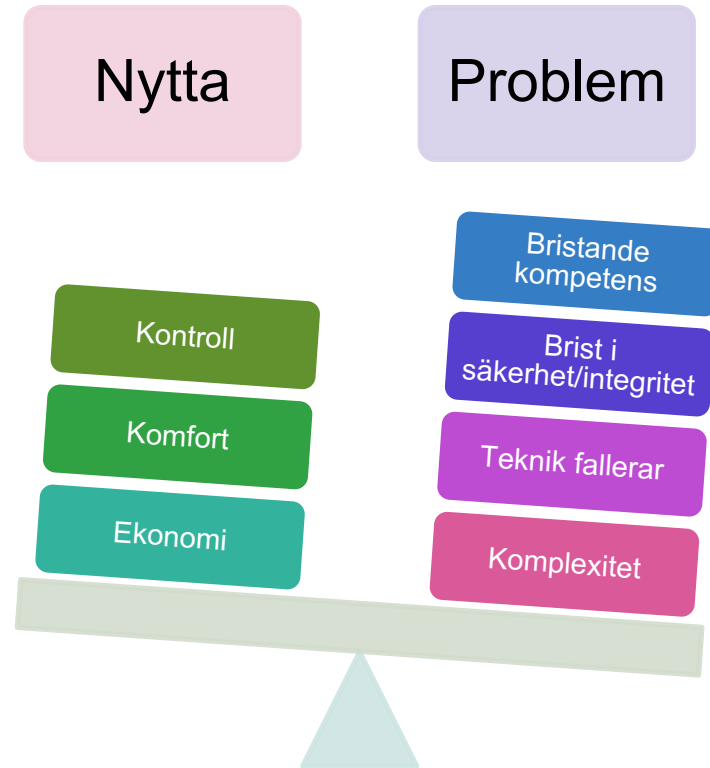 Nytta
Problem
Kontroll
Komfort
Ekonomi
Bristande
kompetens
Brist i
säkerhet/integritet
Teknik fallerar
Komplexitet